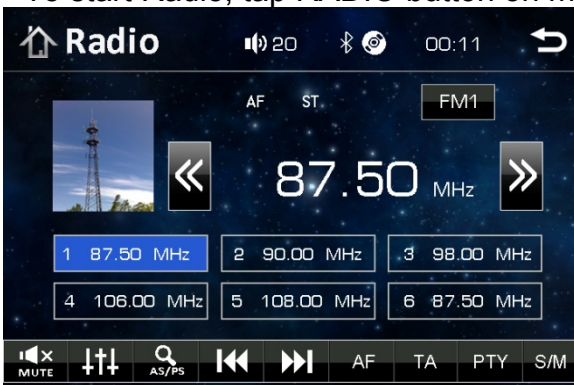 Radio 20 00:11
AF ST FM1
87.50 MHz
1 87.50 MHz 2 90.00 MHz 3 98.00 MHz
4 106.00 MHz 5 108.00 MHz 6 87.50 MHz
MUTE AS/PS AF TA PTY S/M